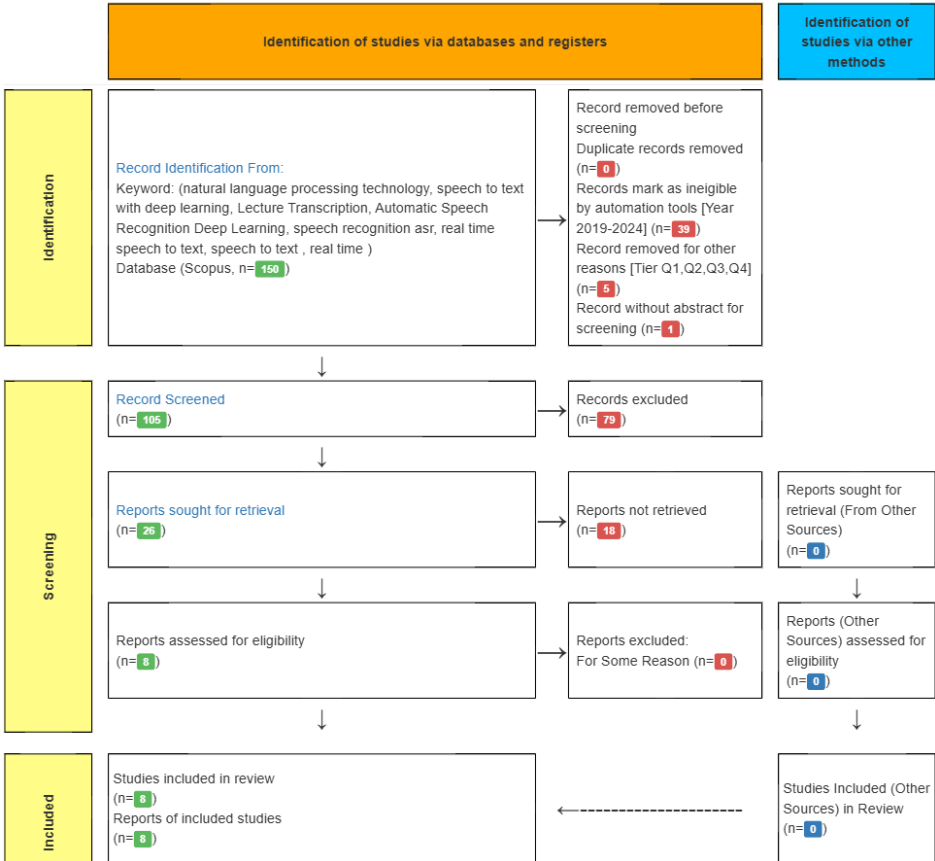 Identification of studies via databases and registers
Identification of
studies via other
methods
Identification
Record Identification From:
Keyword: (natural language processing technology, speech to text
with deep learning, Lecture Transcription, Automatic Speech
Recognition Deep Learning, speech recognition asr, real time
speech to text, speech to text , real time )
Database (Scopus, n= 150 )
Record removed before
screening
Duplicate records removed
(n= 0 )
Records mark as ineigible
by automation tools [Year
2019-2024] (n= 39 )
Record removed for other
reasons [Tier Q1,Q2,Q3,Q4]
(n= 5 )
Record without abstract for
screening (n= 1 )
Screening
Record Screened
(n= 105 )
Records excluded
(n= 79 )
Reports sought for retrieval
(n= 26 )
Reports not retrieved
(n= 18 )
Reports sought for
retrieval (From Other
Sources)
(n= 0 )
Reports assessed for eligibility
(n= 8 )
Reports excluded:
For Some Reason (n= 0 )
Reports (Other
Sources) assessed for
eligibility
(n= 0 )
Included
Studies included in review
(n= 8 )
Reports of included studies
(n= 8 )
Studies Included (Other
Sources) in Review
(n= 0 )